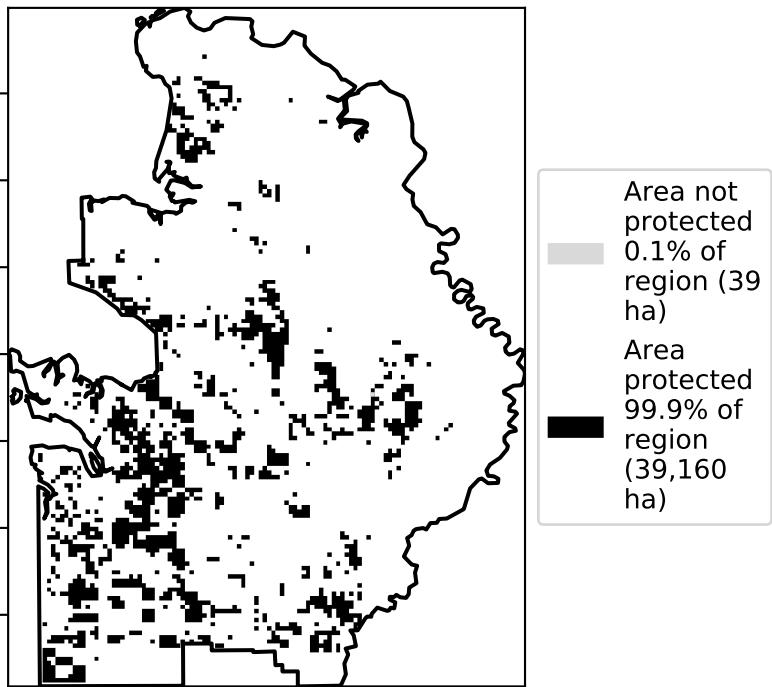 Area not
protected
0.1% of
region (39
ha)
Area
protected
99.9% of
region
(39,160
ha)